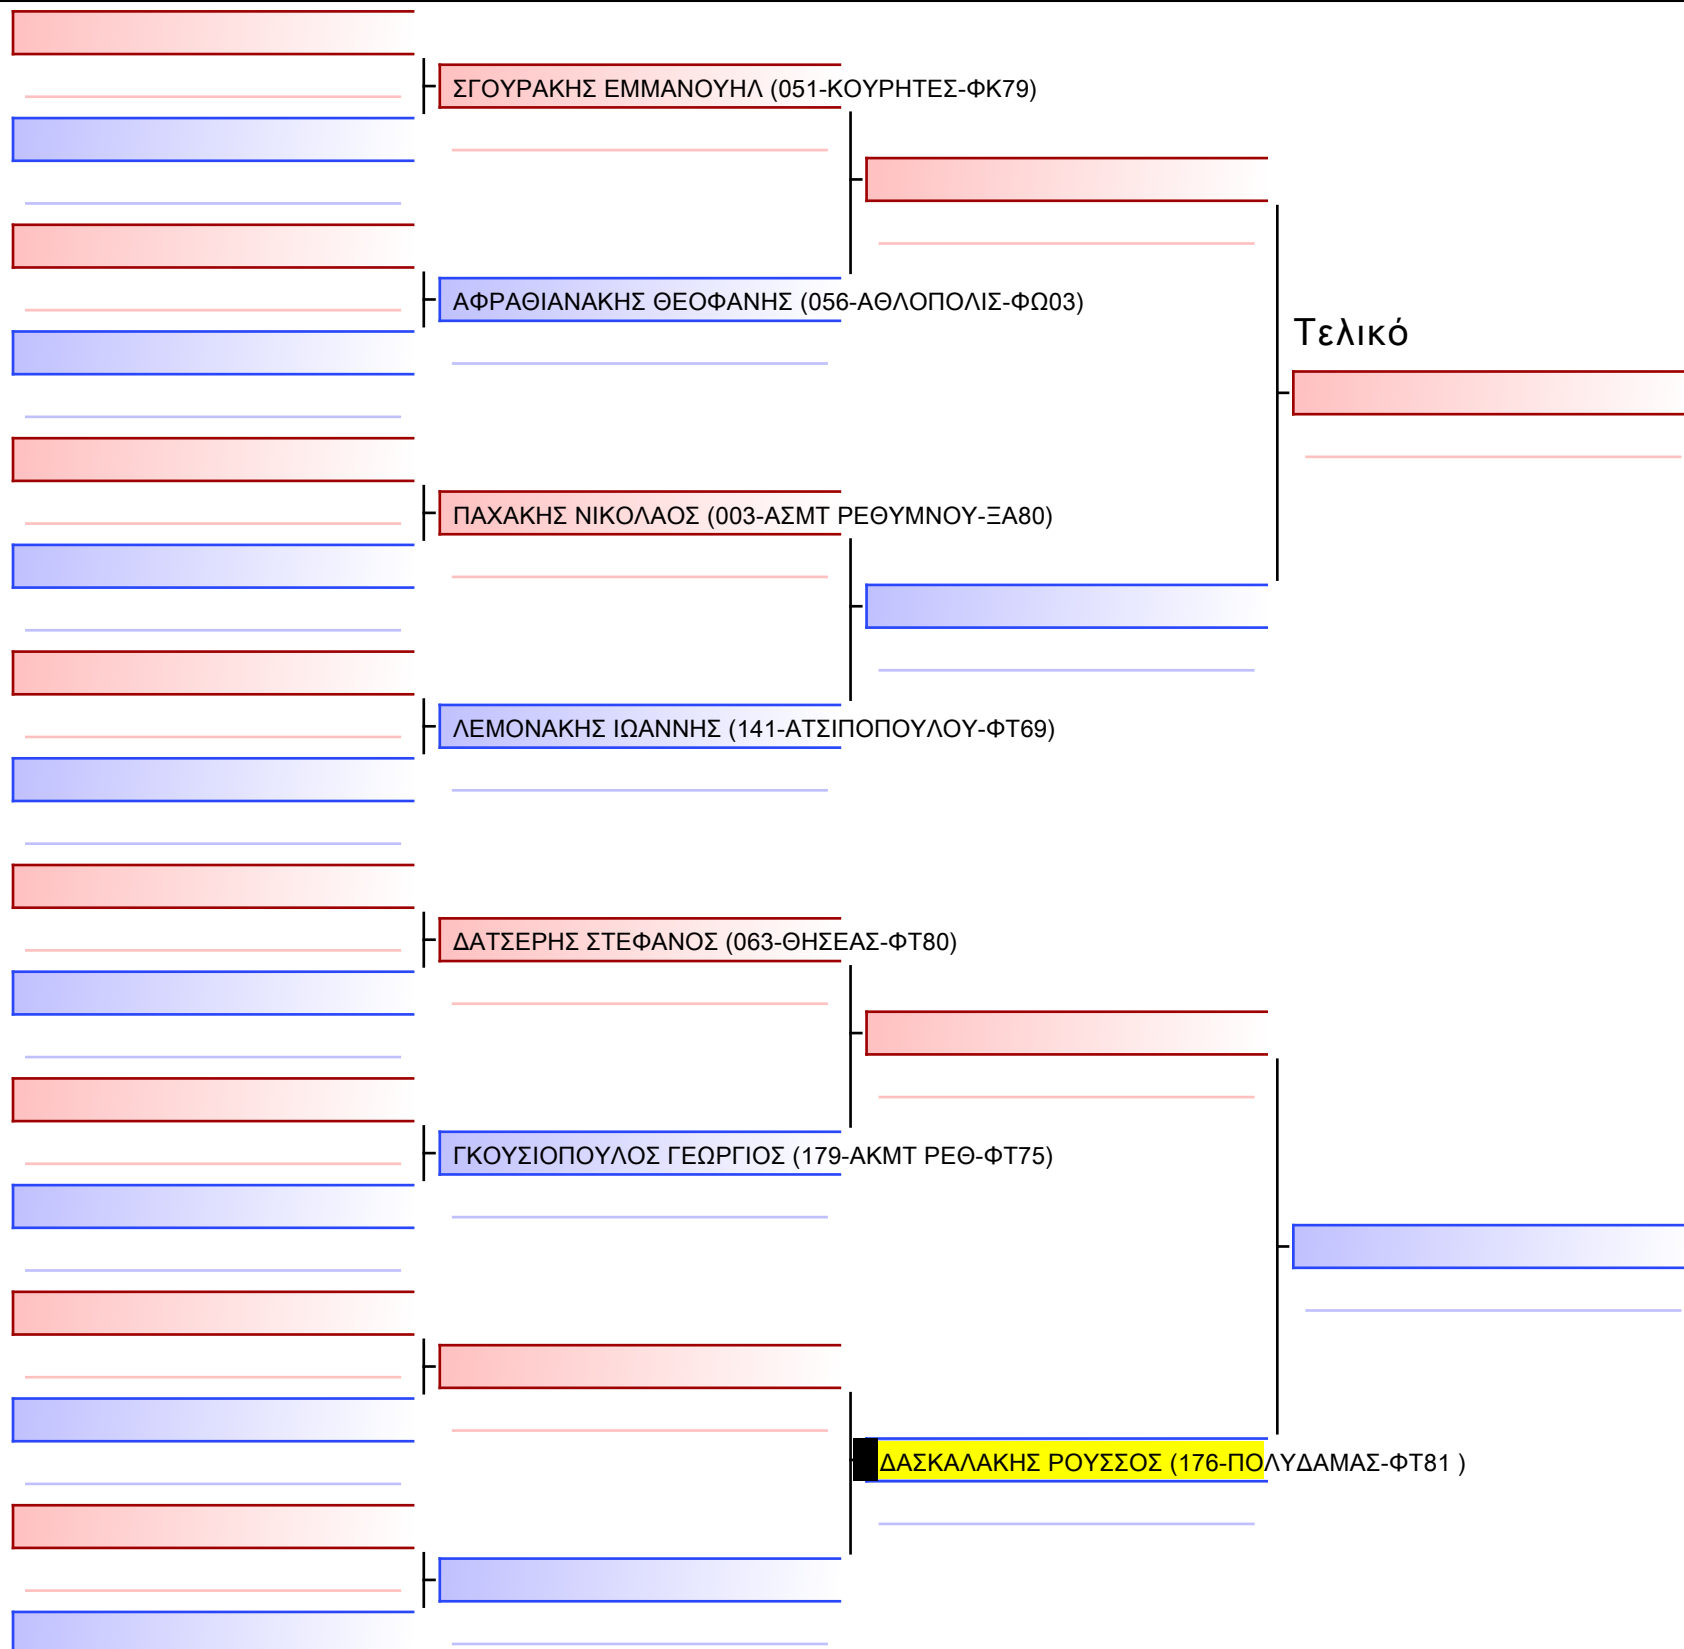 ΣΓΟΥΡΑΚΗΣ ΕΜΜΑΝΟΥΗΛ (051-ΚΟΥΡΗΤΕΣ-ΦΚ79)
ΑΦΡΑΘΙΑΝΑΚΗΣ ΘΕΟΦΑΝΗΣ (056-ΑΘΛΟΠΟΛΙΣ-ΦΩ03)
Τελικό
ΠΑΧΑΚΗΣ ΝΙΚΟΛΑΟΣ (003-ΑΣΜΤ ΡΕΘΥΜΝΟΥ-ΞΑ80)
ΛΕΜΟΝΑΚΗΣ ΙΩΑΝΝΗΣ (141-ΑΤΣΙΠΟΠΟΥΛΟΥ-ΦΤ69)
ΔΑΤΣΕΡΗΣ ΣΤΕΦΑΝΟΣ (063-ΘΗΣΕΑΣ-ΦΤ80)
ΓΚΟΥΣΙΟΠΟΥΛΟΣ ΓΕΩΡΓΙΟΣ (179-ΑΚΜΤ ΡΕΘ-ΦΤ75)
ΔΑΣΚΑΛΑΚΗΣ ΡΟΥΣΣΟΣ (176-ΠΟΛΥΔΑΜΑΣ-ΦΤ81 )